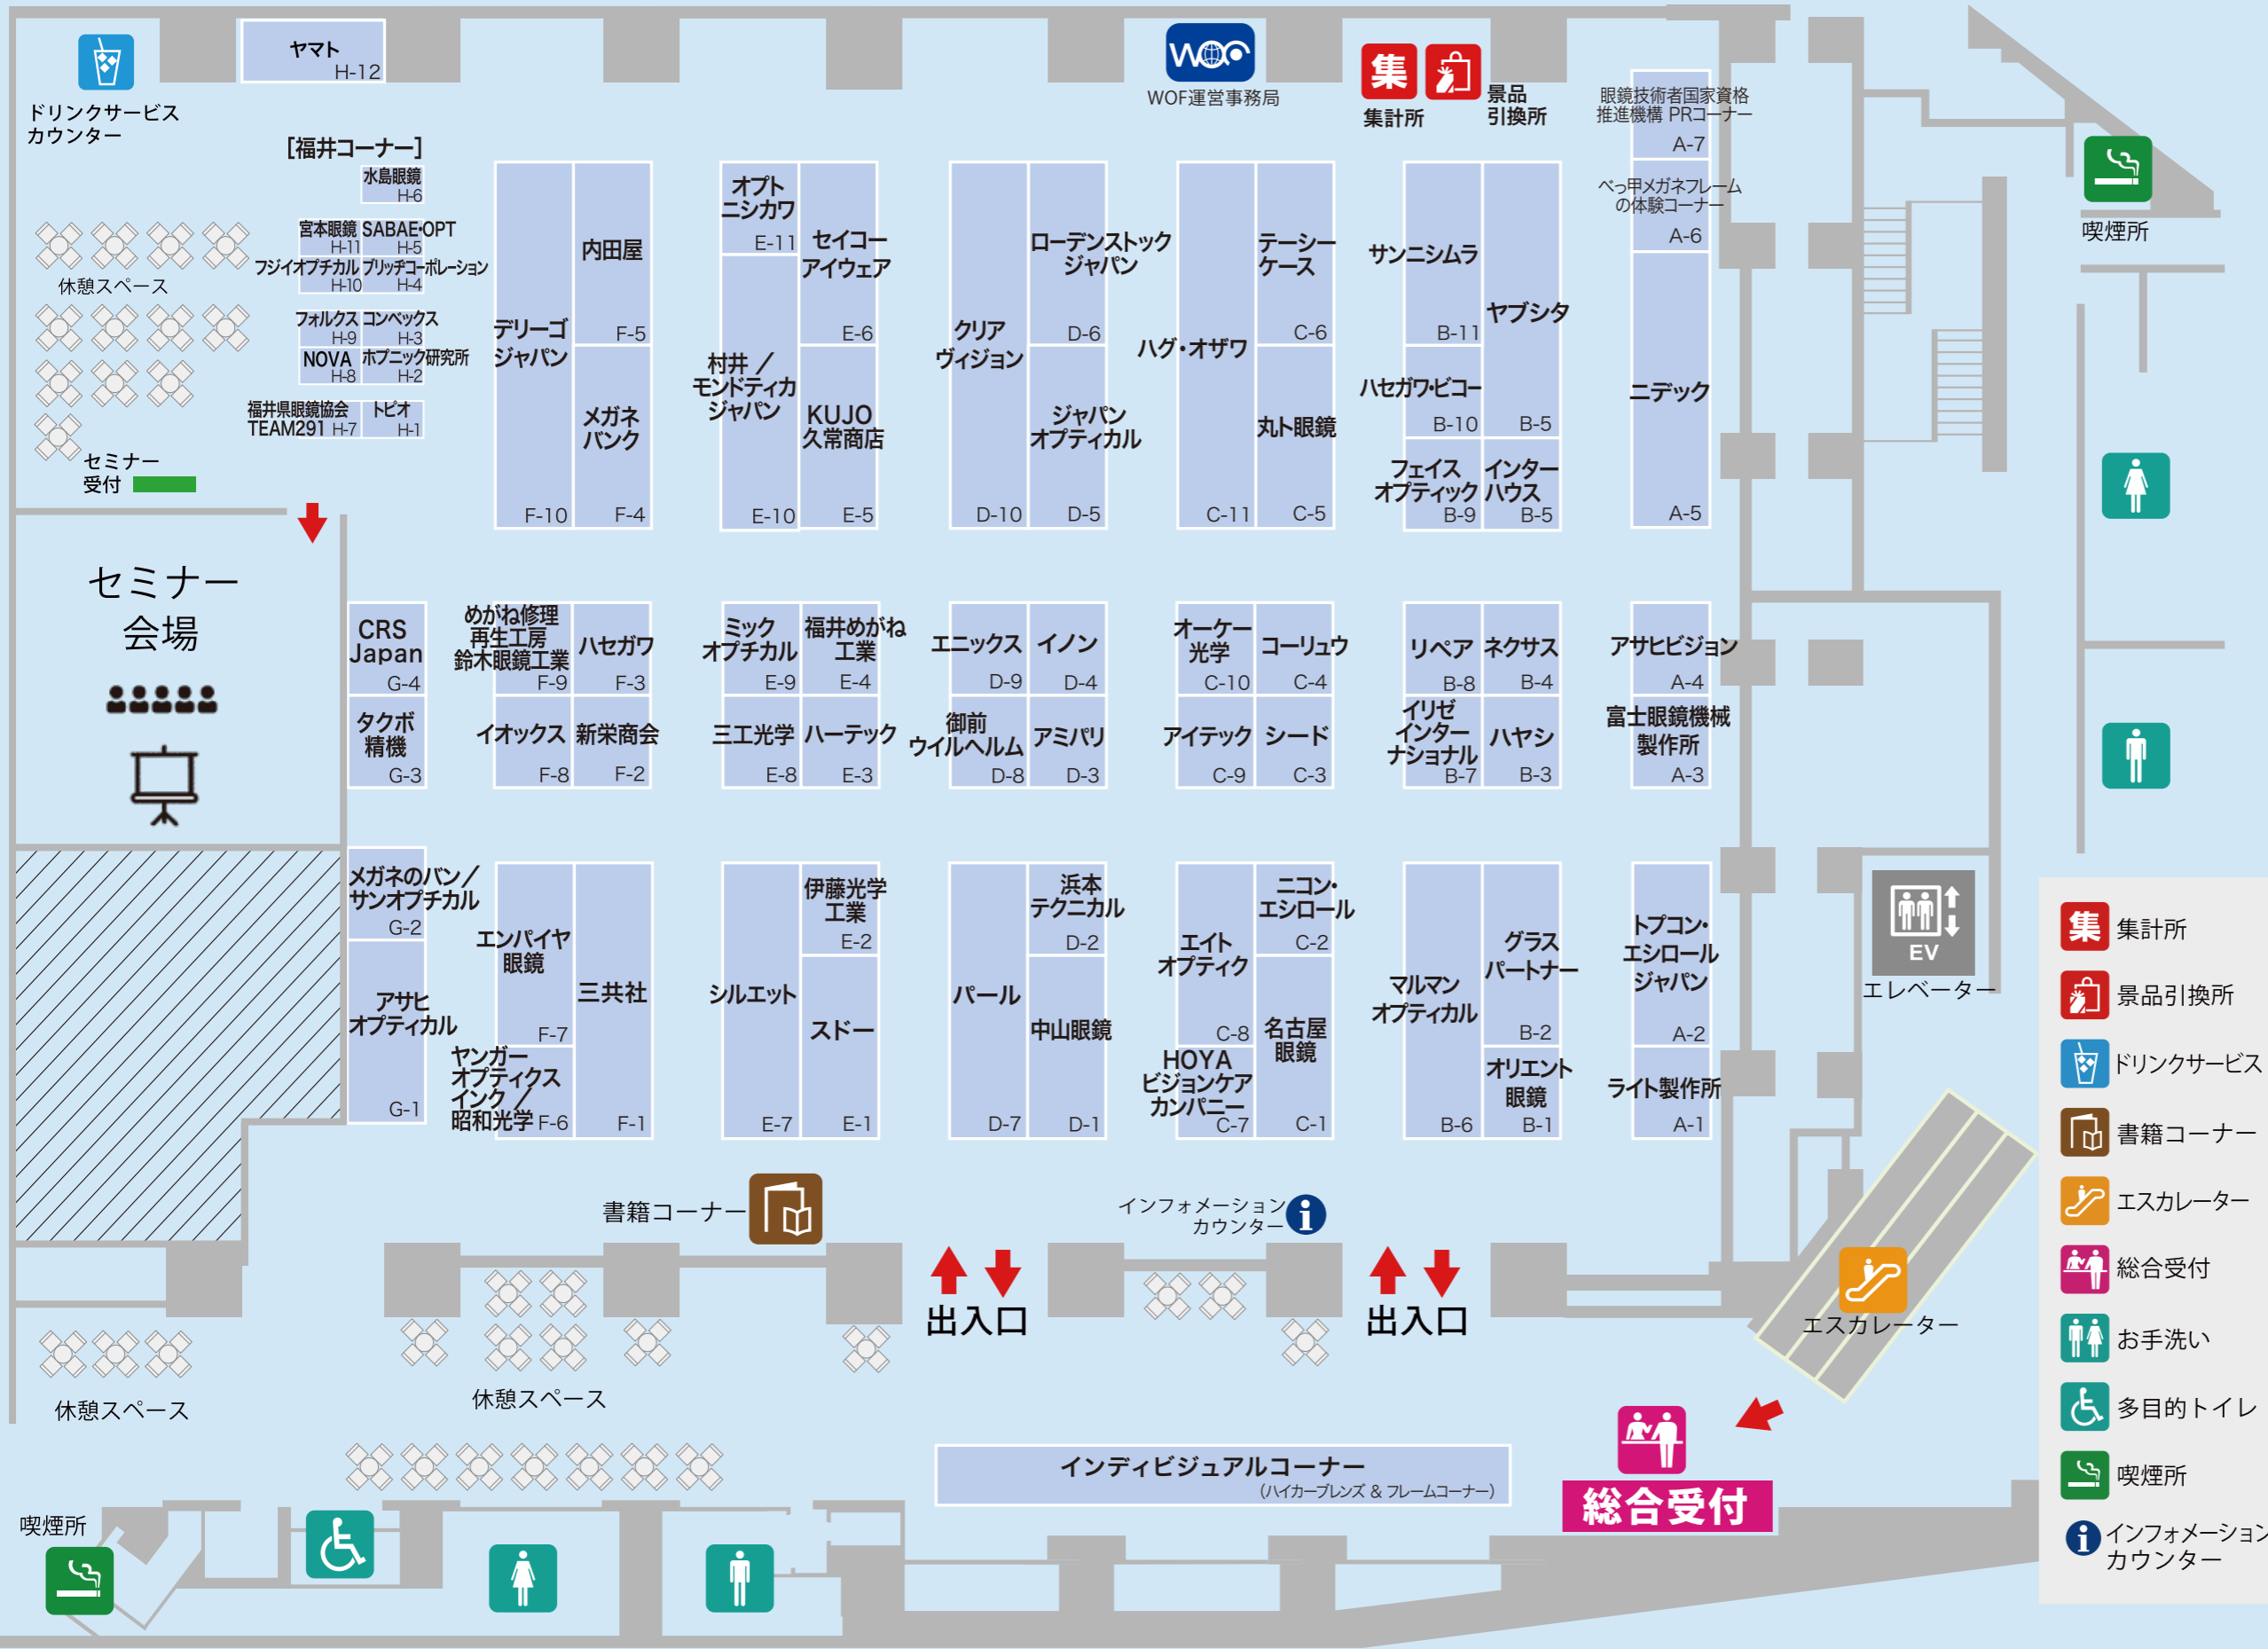 ヤマト
H-12
ドリンクサービス
カウンター
WOF
WOF運営事務局
集
集計所
景品
引換所
眼鏡技術者国家資格
推進機構 PRコーナー
A-7
べっ甲メガネフレーム
の体験コーナー
A-6
ニデック
A-5
喫煙所
［福井コーナー］
水島眼鏡
H-6
宮本眼鏡
H-11
SABAE・OPT
H-5
フジイオプチカル
H-10
ブリッヂコーポレーション
H-4
フォルクス
H-9
コンベックス
H-3
NOVA
H-8
ホプニック研究所
H-2
福井県眼鏡協会
TEAM291 H-7
トピオ
H-1
休憩スペース
セミナー
受付
デリーゴ
ジャパン
F-10
内田屋
F-5
メガネ
バンク
F-4
オプト
ニシカワ
E-11
セイコー
アイウェア
E-6
村井 ／
モンドティカ
ジャパン
E-10
KUJO
久常商店
E-5
クリア
ヴィジョン
D-10
ローデンストック
ジャパン
D-6
ジャパン
オプティカル
D-5
ハグ・オザワ
C-11
テーシー
ケース
C-6
丸ト眼鏡
C-5
サンニシムラ
B-11
ヤブシタ
B-5
ハセガワ・ビコー
B-10
フェイス
オプティック
B-9
インター
ハウス
B-5
セミナー
会場
CRS
Japan
G-4
タクボ
精機
G-3
めがね修理
再生工房
鈴木眼鏡工業
F-9
ハセガワ
F-3
イオックス
F-8
新栄商会
F-2
ミック
オプチカル
E-9
福井めがね
工業
E-4
三工光学
E-8
ハーテック
E-3
エニックス
D-9
イノン
D-4
御前
ウイルヘルム
D-8
アミパリ
D-3
オーケー
光学
C-10
コーリュウ
C-4
アイテック
C-9
シード
C-3
リペア
B-8
ネクサス
B-4
イリゼ
インター
ナショナル
B-7
ハヤシ
B-3
アサヒビジョン
A-4
富士眼鏡機械
製作所
A-3
メガネのバン／
サンオプチカル
G-2
アサヒ
オプティカル
G-1
エンパイヤ
眼鏡
F-7
三共社
F-1
ヤンガー
オプティクス
インク ／
昭和光学 F-6
シルエット
E-7
伊藤光学
工業
E-2
スドー
E-1
パール
D-7
浜本
テクニカル
D-2
中山眼鏡
D-1
エイト
オプティク
C-8
ニコン・
エシロール
C-2
HOYA
ビジョンケア
カンパニー
C-7
名古屋
眼鏡
C-1
マルマン
オプティカル
B-6
グラス
パートナー
B-2
オリエント
眼鏡
B-1
トプコン・
エシロール
ジャパン
A-2
ライト製作所
A-1
EV
エレベーター
書籍コーナー
インフォメーション
カウンター
i
出入口
出入口
エスカレーター
休憩スペース
休憩スペース
インディビジュアルコーナー
（ハイカーブレンズ & フレームコーナー）
総合受付
喫煙所
集
集計所
景品引換所
ドリンクサービス
書籍コーナー
エスカレーター
総合受付
お手洗い
多目的トイレ
喫煙所
i
インフォメーション
カウンター